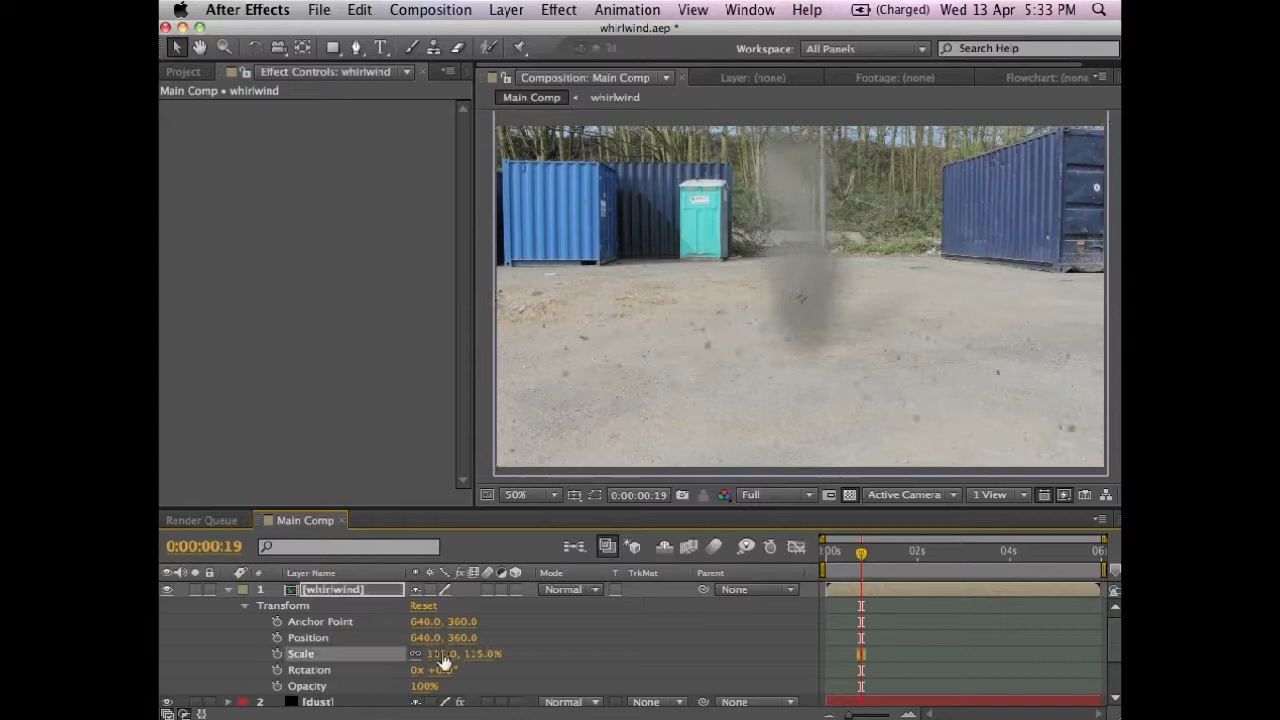 After Effects File Edit Composition Layer Effect Animation View Window Help (Charged) Wed 13 Apr 5:33 PM
whirlwind.aep *
Workspace: All Panels Search Help
Project Effect Controls: whirlwind Composition: Main Comp Layer: (none) Footage: (none) Flowchart: (none)
Main Comp • whirlwind
Main Comp whirlwind
50% 0:00:00:19 Full Active Camera 1 View
Render Queue Main Comp
0:00:00:19
:00s 02s 04s 06s
# Layer Name Mode T TrkMat Parent
1 [whirlwind] Normal None
Transform Reset
Anchor Point 640.0, 360.0
Position 640.0, 360.0
Scale 115.0%
Rotation 0x
Opacity 100%
2 [dust] Normal None None